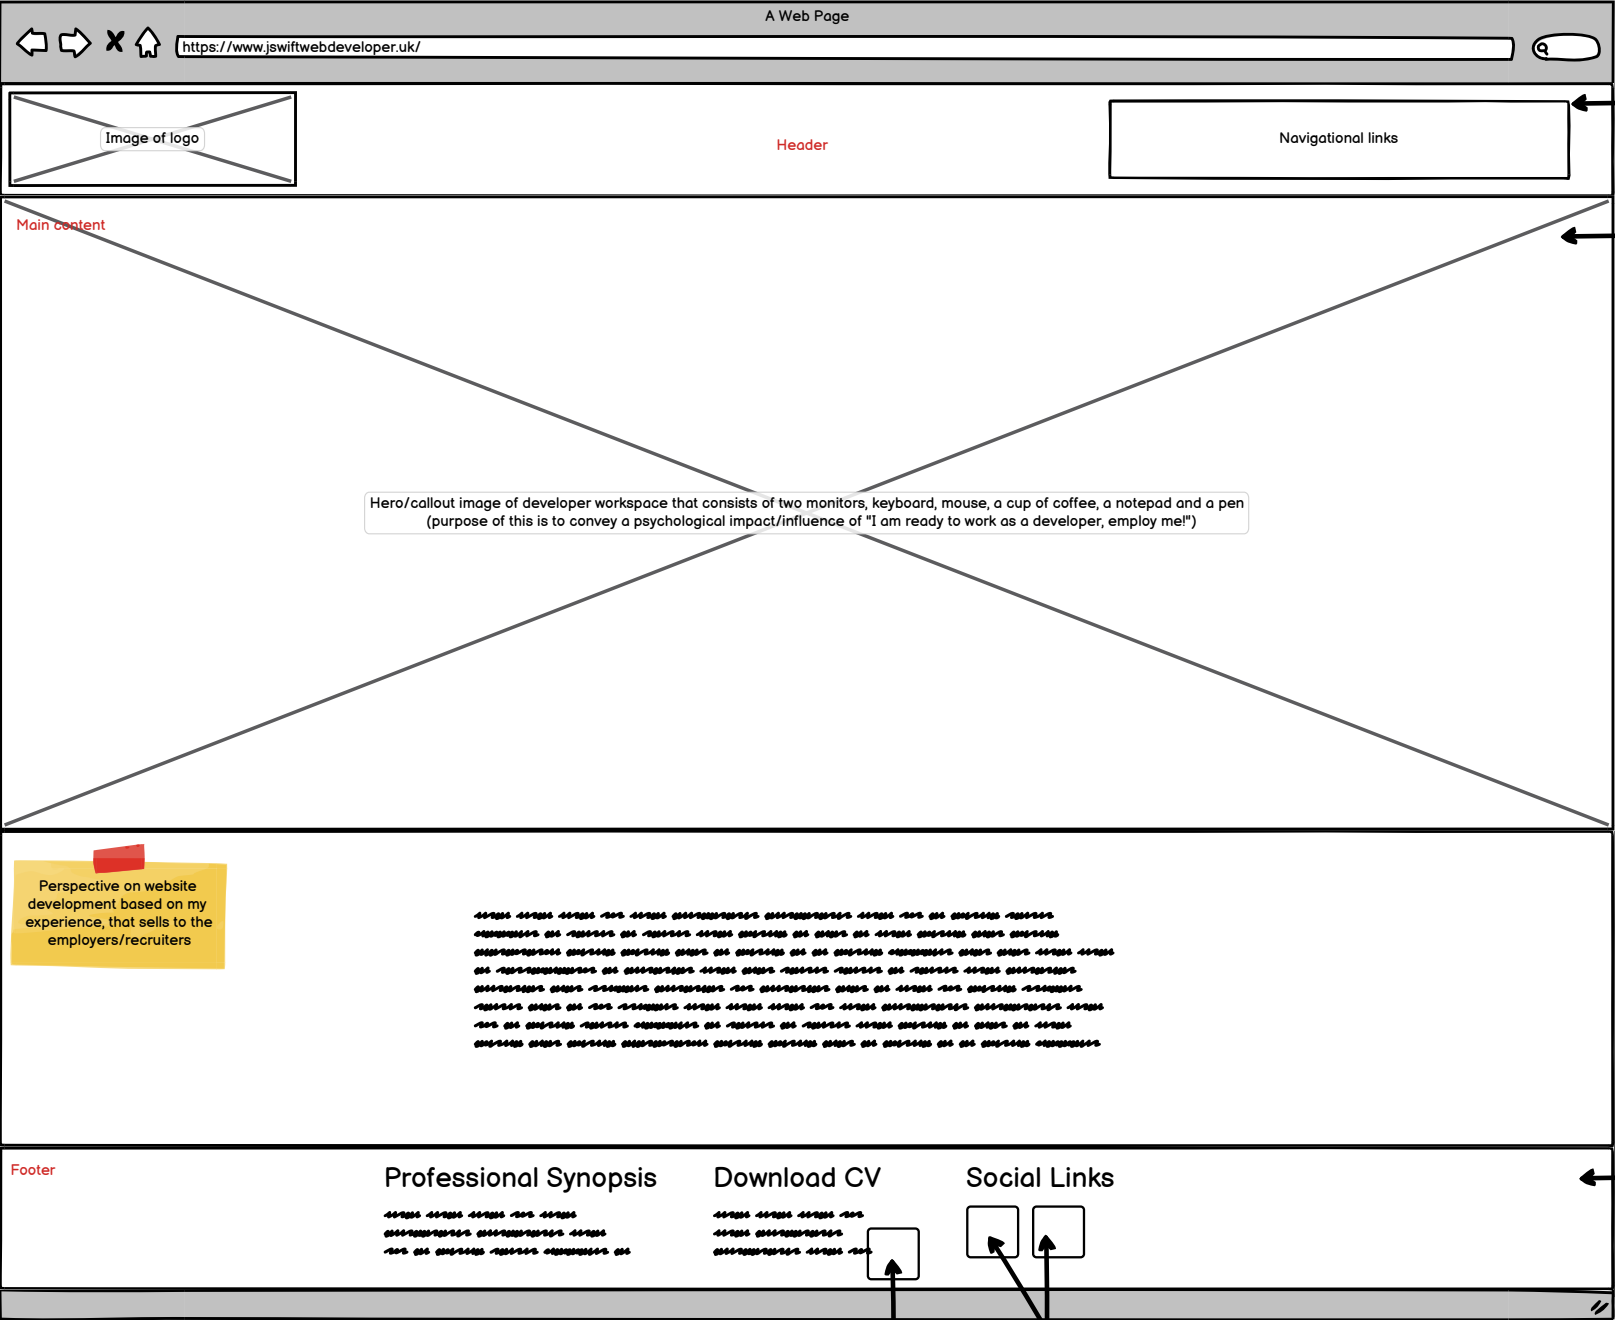 A Web Page
https://www.jswiftwebdeveloper.uk/
Image of logo
Header
Navigational links
Main content
Hero/callout image of developer workspace that consists of two monitors, keyboard, mouse, a cup of coffee, a notepad and a pen
(purpose of this is to convey a psychological impact/influence of "I am ready to work as a developer, employ me!")
Perspective on website
development based on my
experience, that sells to the
employers/recruiters
Footer
Professional Synopsis
Download CV
Social Links